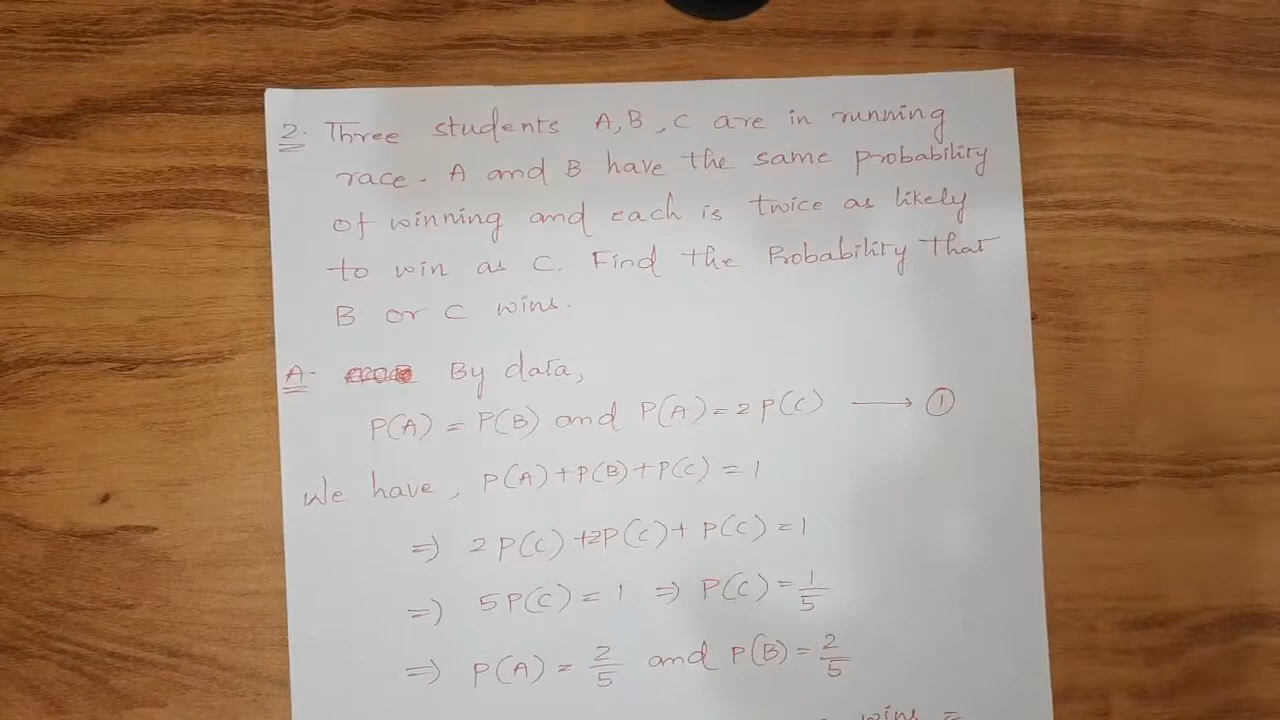 2. Three students A, B, C are in running
race. A and B have the same probability
of winning and each is twice as likely
to win as C. Find the Probability that
B or C wins.
A- By data,
P(A) = P(B) and P(A) = 2P(C) ⟶ ①
We have, P(A)+P(B)+P(C) = 1
⇒ 2P(C)+2P(C)+ P(C) = 1
⇒ 5P(C) = 1 ⇒ P(C) = 1/5
⇒ P(A) = 2/5 and P(B) = 2/5
wins =